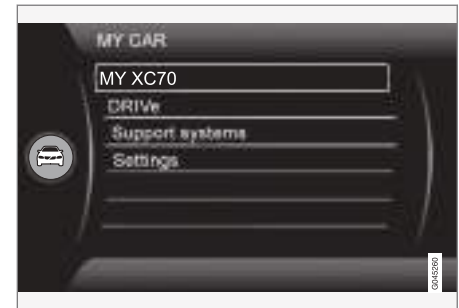 MY CAR
MY XC70
DRIVe
Support systems
Settings
G045260